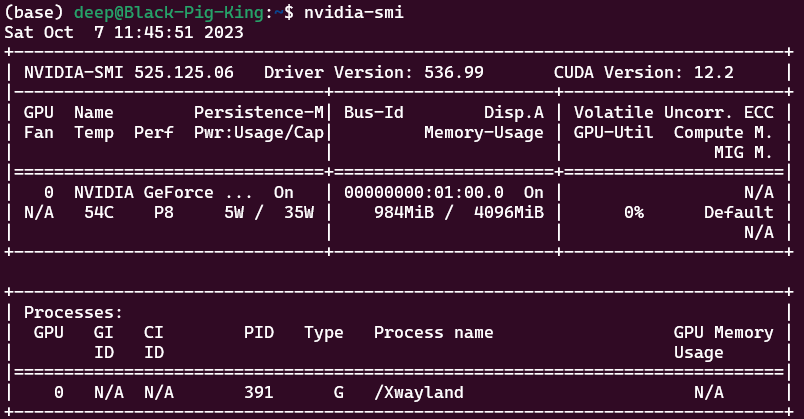 (base) deep@Black-Pig-King:~$ nvidia-smi
Sat Oct  7 11:45:51 2023
+-----------------------------------------------------------------------------+
| NVIDIA-SMI 525.125.06   Driver Version: 536.99       CUDA Version: 12.2     |
|-------------------------------+----------------------+----------------------+
| GPU  Name        Persistence-M| Bus-Id        Disp.A | Volatile Uncorr. ECC |
| Fan  Temp  Perf  Pwr:Usage/Cap|         Memory-Usage | GPU-Util  Compute M. |
|                               |                      |               MIG M. |
|===============================+======================+======================|
|   0  NVIDIA GeForce ...  On   | 00000000:01:00.0  On |                  N/A |
| N/A   54C    P8     5W /  35W |    984MiB /  4096MiB |      0%      Default |
|                               |                      |                  N/A |
+-------------------------------+----------------------+----------------------+

+-----------------------------------------------------------------------------+
| Processes:                                                                  |
|  GPU   GI   CI        PID   Type   Process name                  GPU Memory |
|        ID   ID                                                   Usage      |
|=============================================================================|
|    0   N/A  N/A       391      G   /Xwayland                       N/A      |
+-----------------------------------------------------------------------------+